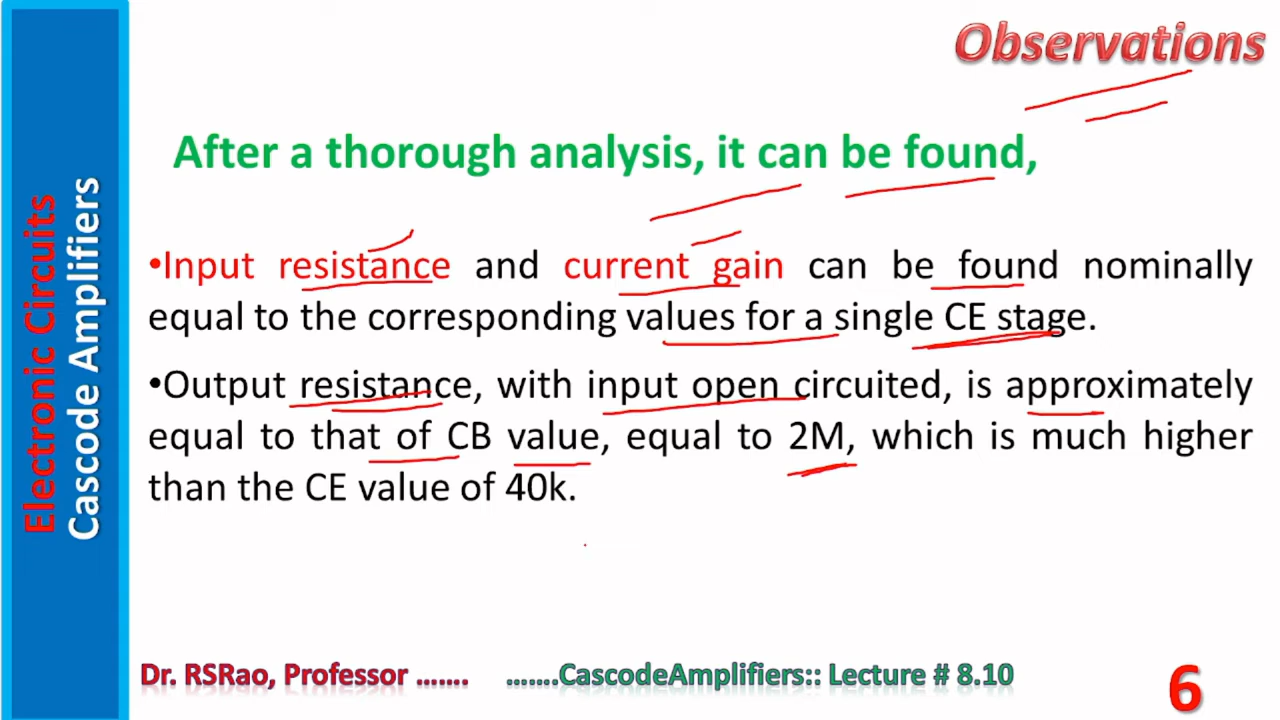 Observations
After a thorough analysis, it can be found,
•Input resistance and current gain can be found nominally
equal to the corresponding values for a single CE stage.
•Output resistance, with input open circuited, is approximately
equal to that of CB value, equal to 2M, which is much higher
than the CE value of 40k.
Electronic Circuits
Cascode Amplifiers
Dr. RSRao, Professor ....... .......CascodeAmplifiers:: Lecture # 8.10
6